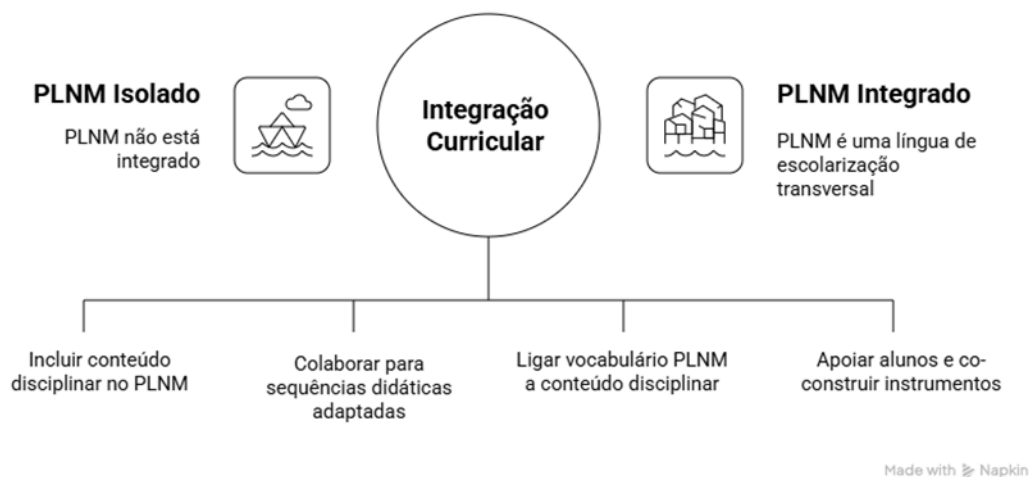 PLNM Isolado
PLNM não está
integrado
Integração
Curricular
PLNM Integrado
PLNM é uma língua de
escolarização
transversal
Incluir conteúdo
disciplinar no PLNM
Colaborar para
sequências didáticas
adaptadas
Ligar vocabulário PLNM
a conteúdo disciplinar
Apoiar alunos e co-
construir instrumentos
Made with Napkin